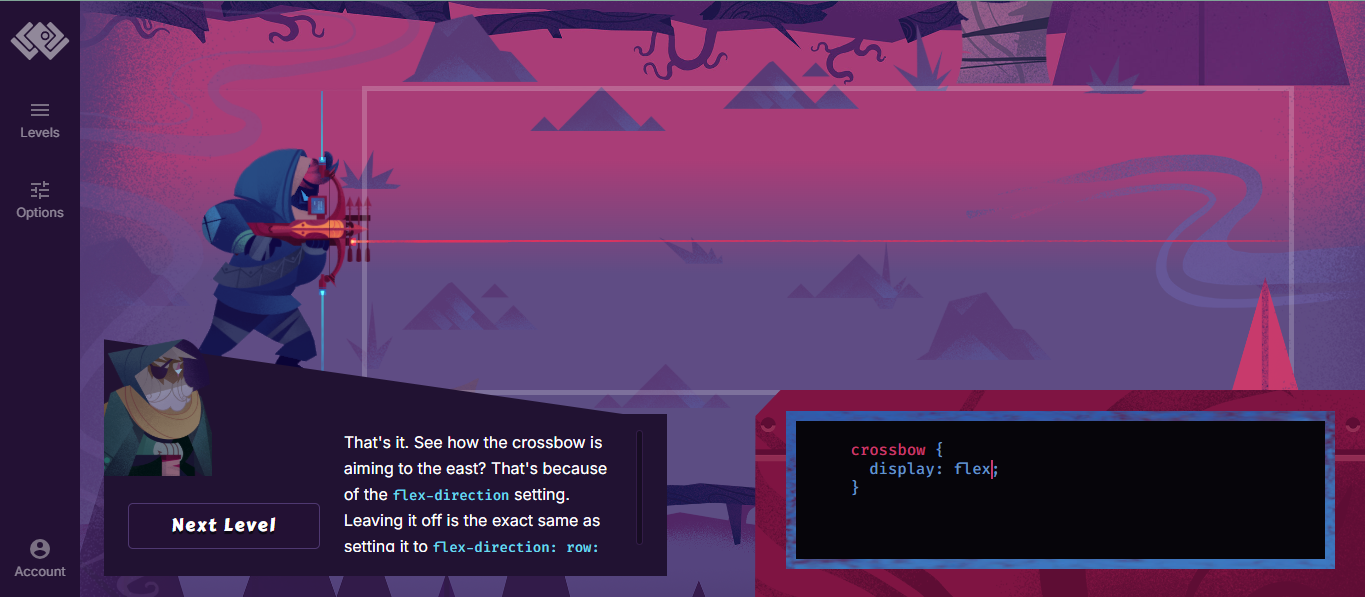 Levels
Options
That's it. See how the crossbow is
aiming to the east? That's because
of the flex-direction setting.
Leaving it off is the exact same as
setting it to flex-direction: row:
Next Level
crossbow {
display: flex;
}
Account